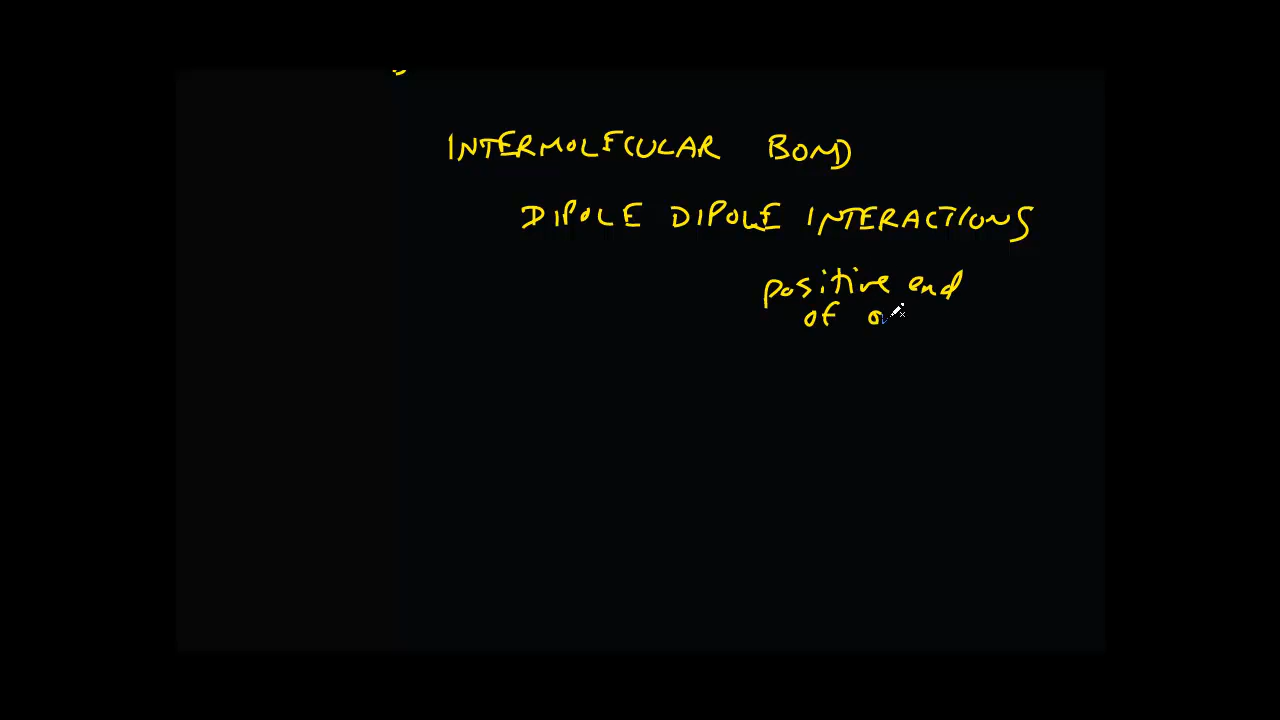 INTERMOLECULAR BOND
DIPOLE DIPOLE INTERACTIONS
positive end
of